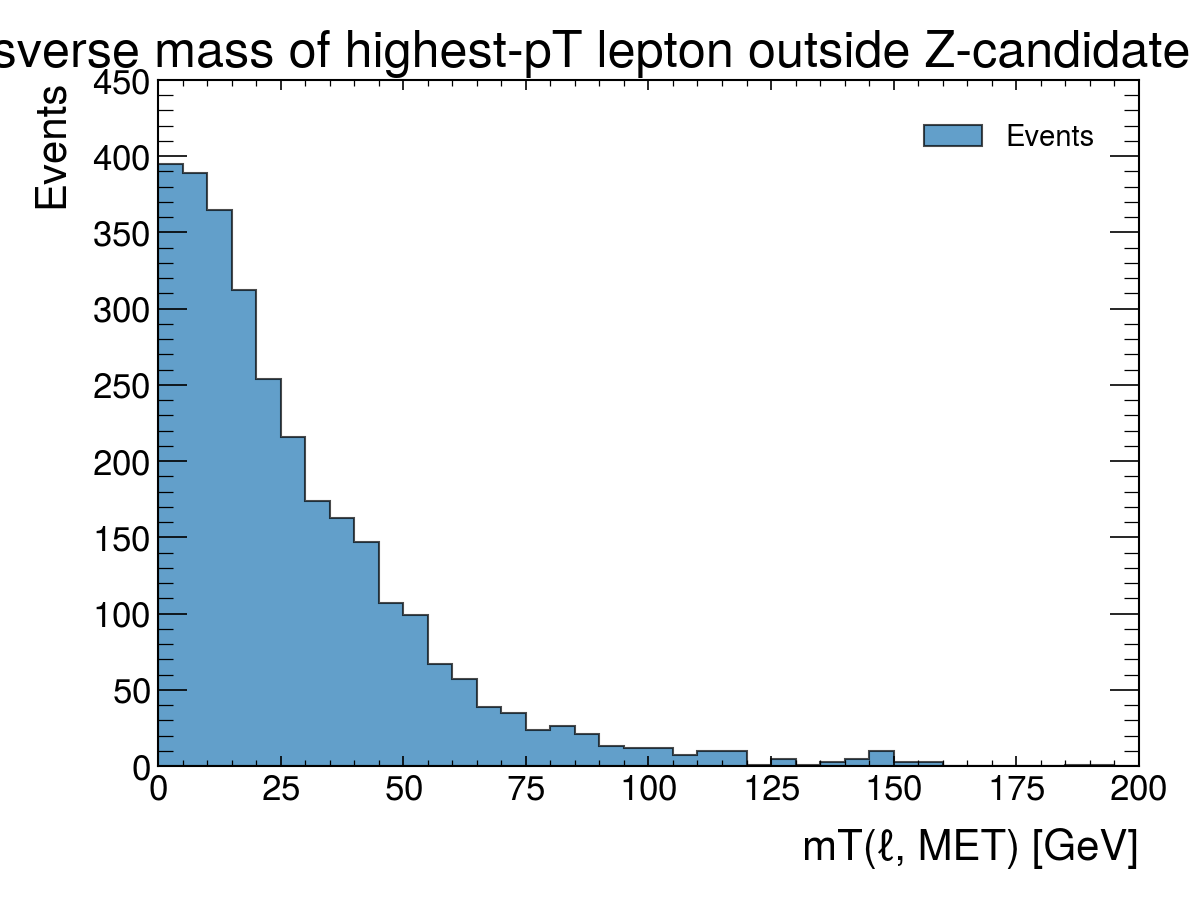 sverse mass of highest-pT lepton outside Z-candidate
Events
450
400
350
300
250
200
150
100
50
0
Events
0 25 50 75 100 125 150 175 200
mT(ℓ, MET) [GeV]